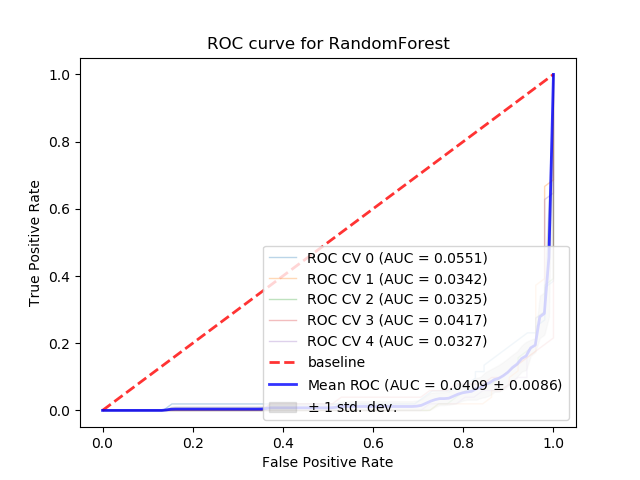 ROC curve for RandomForest
True Positive Rate
1.0
0.8
0.6
0.4
0.2
0.0
ROC CV 0 (AUC = 0.0551)
ROC CV 1 (AUC = 0.0342)
ROC CV 2 (AUC = 0.0325)
ROC CV 3 (AUC = 0.0417)
ROC CV 4 (AUC = 0.0327)
baseline
Mean ROC (AUC = 0.0409 ± 0.0086)
± 1 std. dev.
0.0 0.2 0.4 0.6 0.8 1.0
False Positive Rate